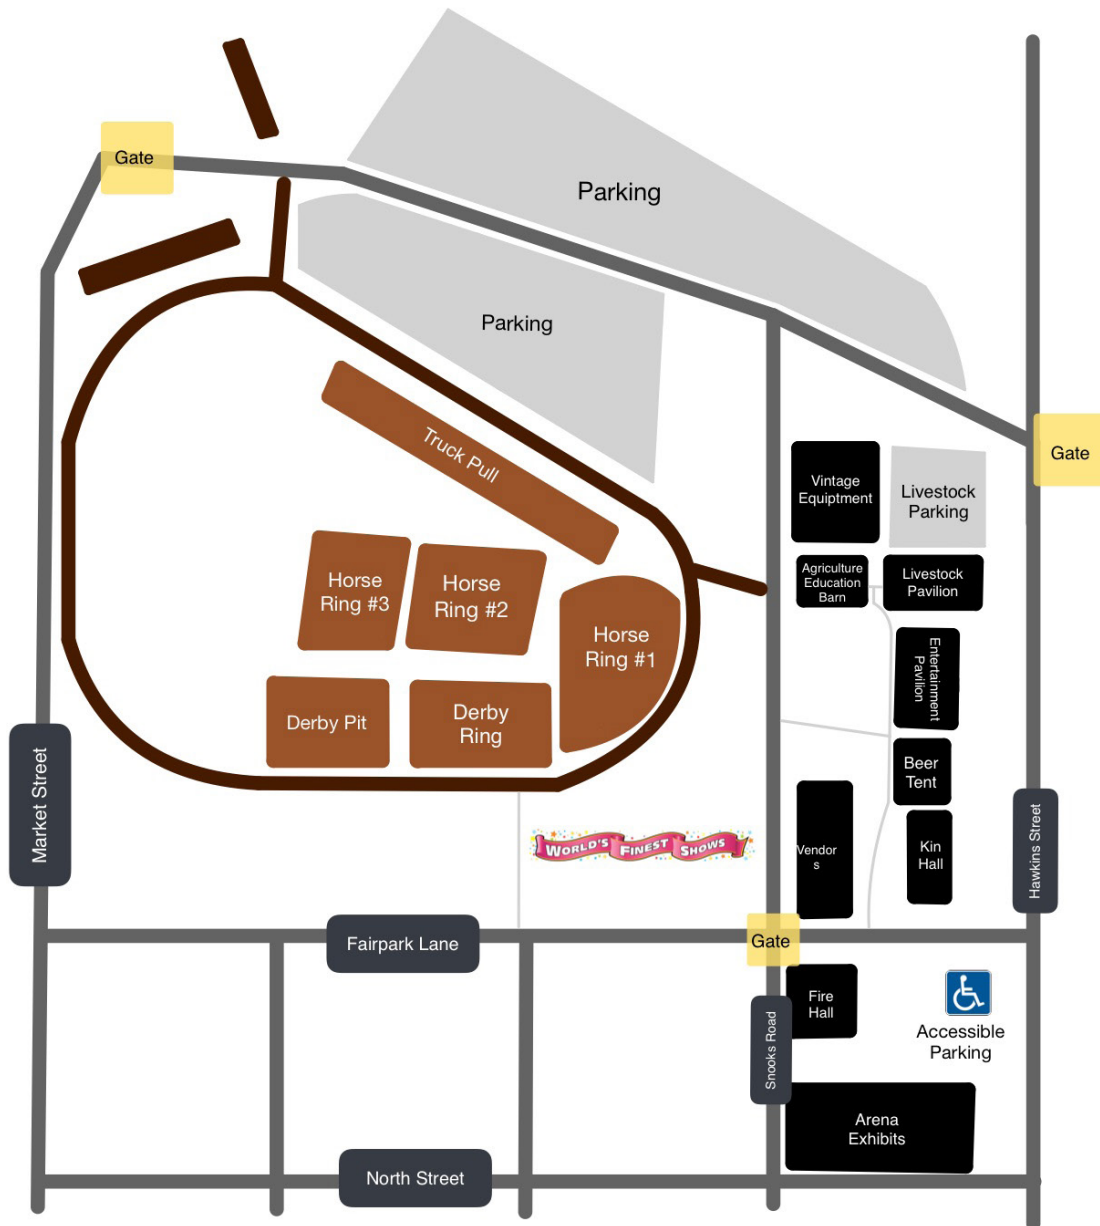 Gate
Parking
Parking
Gate
Truck Pull
Vintage
Equiptment
Livestock
Parking
Agriculture
Education
Barn
Livestock
Pavilion
Horse
Ring #3
Horse
Ring #2
Horse
Ring #1
Entertainment
Pavilion
Derby Pit
Derby
Ring
Beer
Tent
Market Street
WORLD'S FINEST SHOWS
Vendor
s
Kin
Hall
Hawkins Street
Fairpark Lane
Gate
Fire
Hall
Snooks Road
Accessible
Parking
Arena
Exhibits
North Street